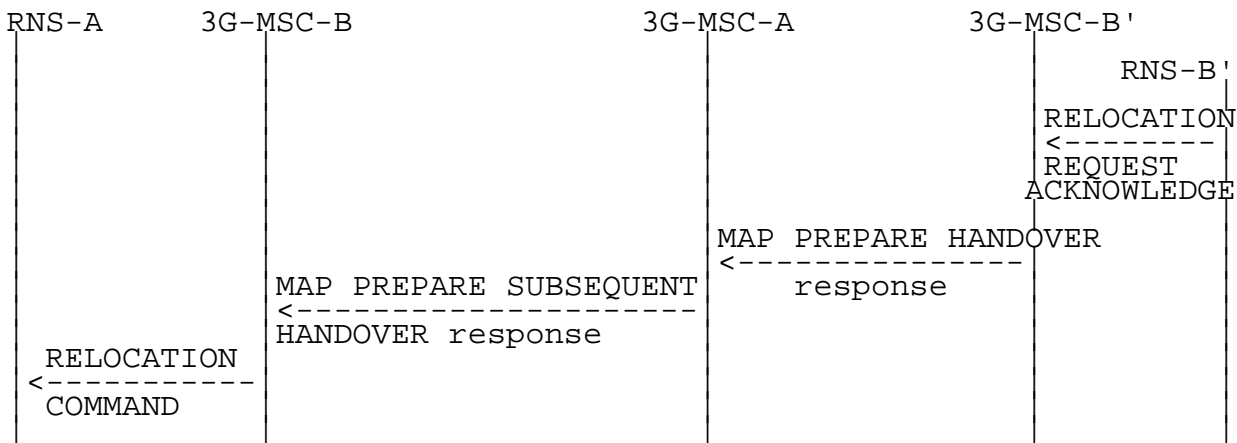 RNS-A 3G-MSC-B 3G-MSC-A 3G-MSC-B'
RNS-B'
RELOCATION
REQUEST
ACKNOWLEDGE
MAP PREPARE HANDOVER
response
MAP PREPARE SUBSEQUENT
HANDOVER response
RELOCATION
COMMAND